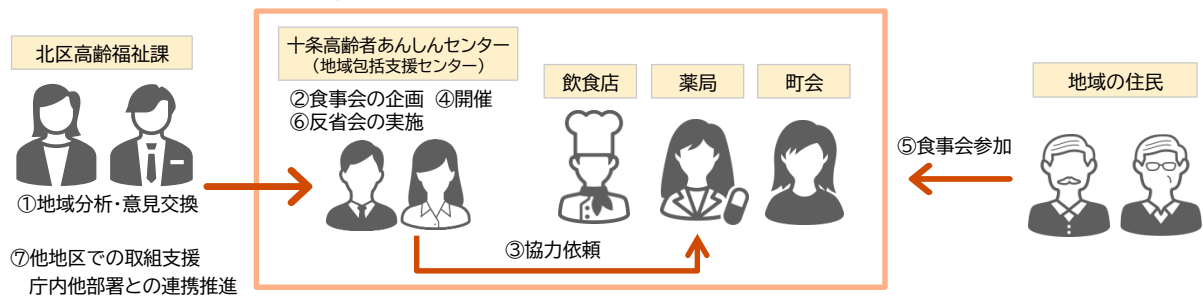 北区高齢福祉課
①地域分析・意見交換
⑦他地区での取組支援
庁内他部署との連携推進
十条高齢者あんしんセンター
（地域包括支援センター）
②食事会の企画 ④開催
⑥反省会の実施
飲食店
薬局
町会
③協力依頼
⑤食事会参加
地域の住民